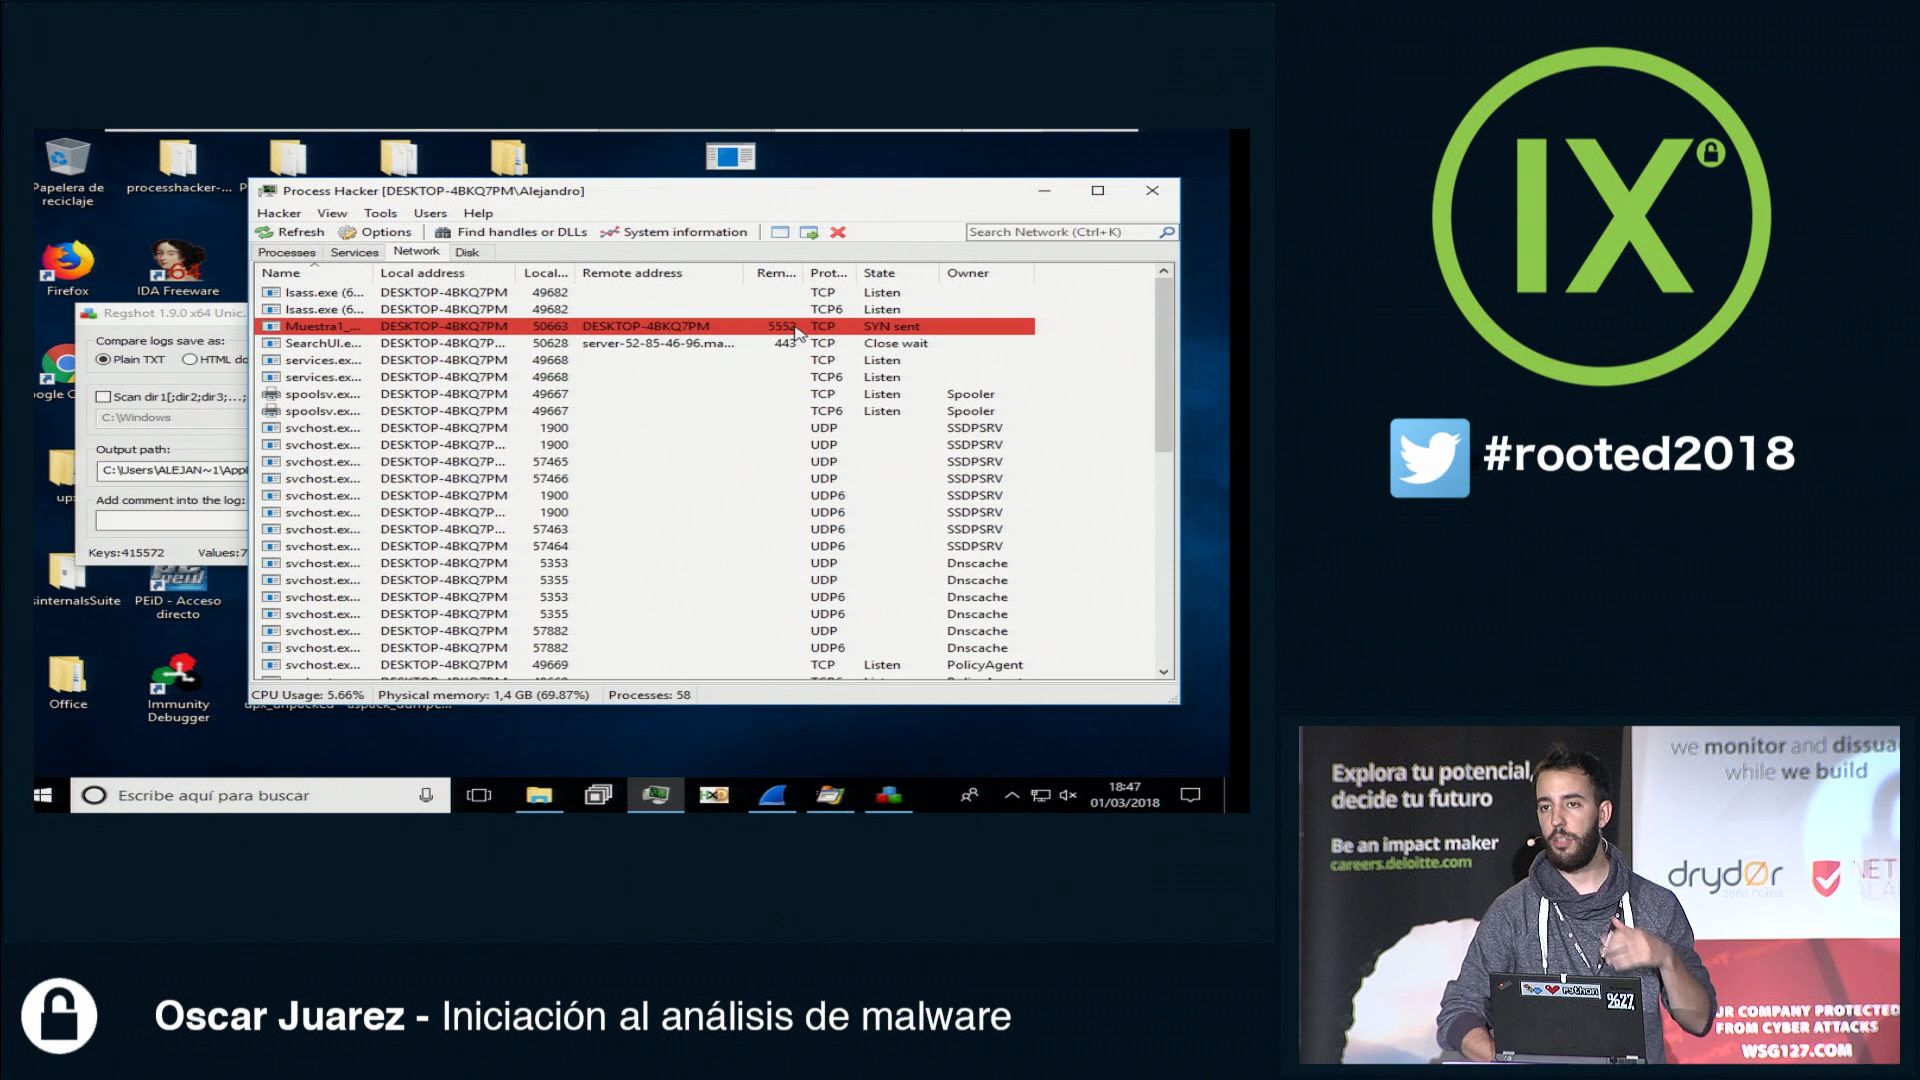 Papelera de
reciclaje
processhacker-...
Firefox
IDA Freeware
64
Regshot 1.9.0 x64 Unic.
Compare logs save as:
Plain TXT
HTML do
Scan dir1[;dir2;dir3;...;
C:\Windows
Output path:
C:\Users\ALEJAN~1\Appl
Add comment into the log:
Keys:415572 Values:7
PEiD - Acceso
directo
Office
Immunity
Debugger
Process Hacker [DESKTOP-4BKQ7PM\Alejandro]
Hacker View Tools Users Help
Refresh Options Find handles or DLLs System information Search Network (Ctrl+K)
Processes Services Network Disk
Name Local address Local... Remote address Rem... Prot... State Owner
lsass.exe (6... DESKTOP-4BKQ7PM 49682 TCP Listen
lsass.exe (6... DESKTOP-4BKQ7PM 49682 TCP6 Listen
Muestra1_... DESKTOP-4BKQ7PM 50663 DESKTOP-4BKQ7PM 5552 TCP SYN sent
SearchUI.e... DESKTOP-4BKQ7P... 50628 server-52-85-46-96.ma... 443 TCP Close wait
services.ex... DESKTOP-4BKQ7PM 49668 TCP Listen
services.ex... DESKTOP-4BKQ7PM 49668 TCP6 Listen
spoolsv.ex... DESKTOP-4BKQ7PM 49667 TCP Listen Spooler
spoolsv.ex... DESKTOP-4BKQ7PM 49667 TCP6 Listen Spooler
svchost.ex... DESKTOP-4BKQ7PM 1900 UDP SSDPSRV
svchost.ex... DESKTOP-4BKQ7P... 1900 UDP SSDPSRV
svchost.ex... DESKTOP-4BKQ7P... 57465 UDP SSDPSRV
svchost.ex... DESKTOP-4BKQ7PM 57466 UDP SSDPSRV
svchost.ex... DESKTOP-4BKQ7PM 1900 UDP6 SSDPSRV
svchost.ex... DESKTOP-4BKQ7P... 1900 UDP6 SSDPSRV
svchost.ex... DESKTOP-4BKQ7P... 57463 UDP6 SSDPSRV
svchost.ex... DESKTOP-4BKQ7PM 57464 UDP6 SSDPSRV
svchost.ex... DESKTOP-4BKQ7PM 5353 UDP Dnscache
svchost.ex... DESKTOP-4BKQ7PM 5355 UDP Dnscache
svchost.ex... DESKTOP-4BKQ7PM 5353 UDP6 Dnscache
svchost.ex... DESKTOP-4BKQ7PM 5355 UDP6 Dnscache
svchost.ex... DESKTOP-4BKQ7PM 57882 UDP Dnscache
svchost.ex... DESKTOP-4BKQ7PM 57882 UDP6 Dnscache
svchost.ex... DESKTOP-4BKQ7PM 49669 TCP Listen PolicyAgent
CPU Usage: 5.66% Physical memory: 1,4 GB (69.87%) Processes: 58
Escribe aquí para buscar
18:47
01/03/2018
IX
#rooted2018
Explora tu potencial,
decide tu futuro
Be an impact maker
careers.deloitte.com
we monitor and dissua
while we build
drydør
zero holes
NET
python
%27
UR COMPANY PROTECTED
FROM CYBER ATTACKS
WSG127.COM
Oscar Juarez - Iniciación al análisis de malware